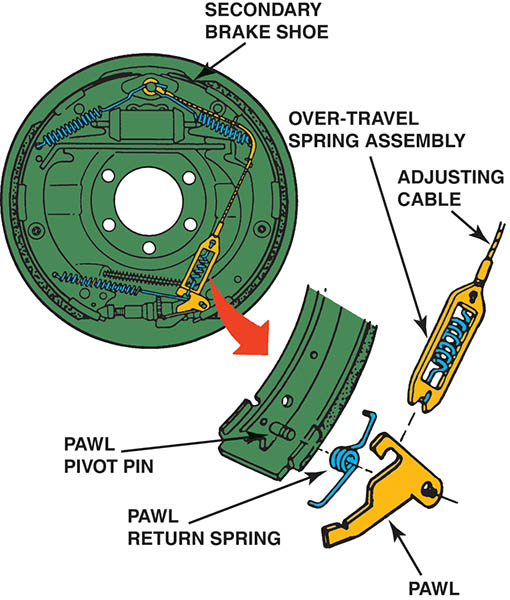 SECONDARY
BRAKE SHOE
OVER-TRAVEL
SPRING ASSEMBLY
ADJUSTING
CABLE
PAWL
PIVOT PIN
PAWL
RETURN SPRING
PAWL